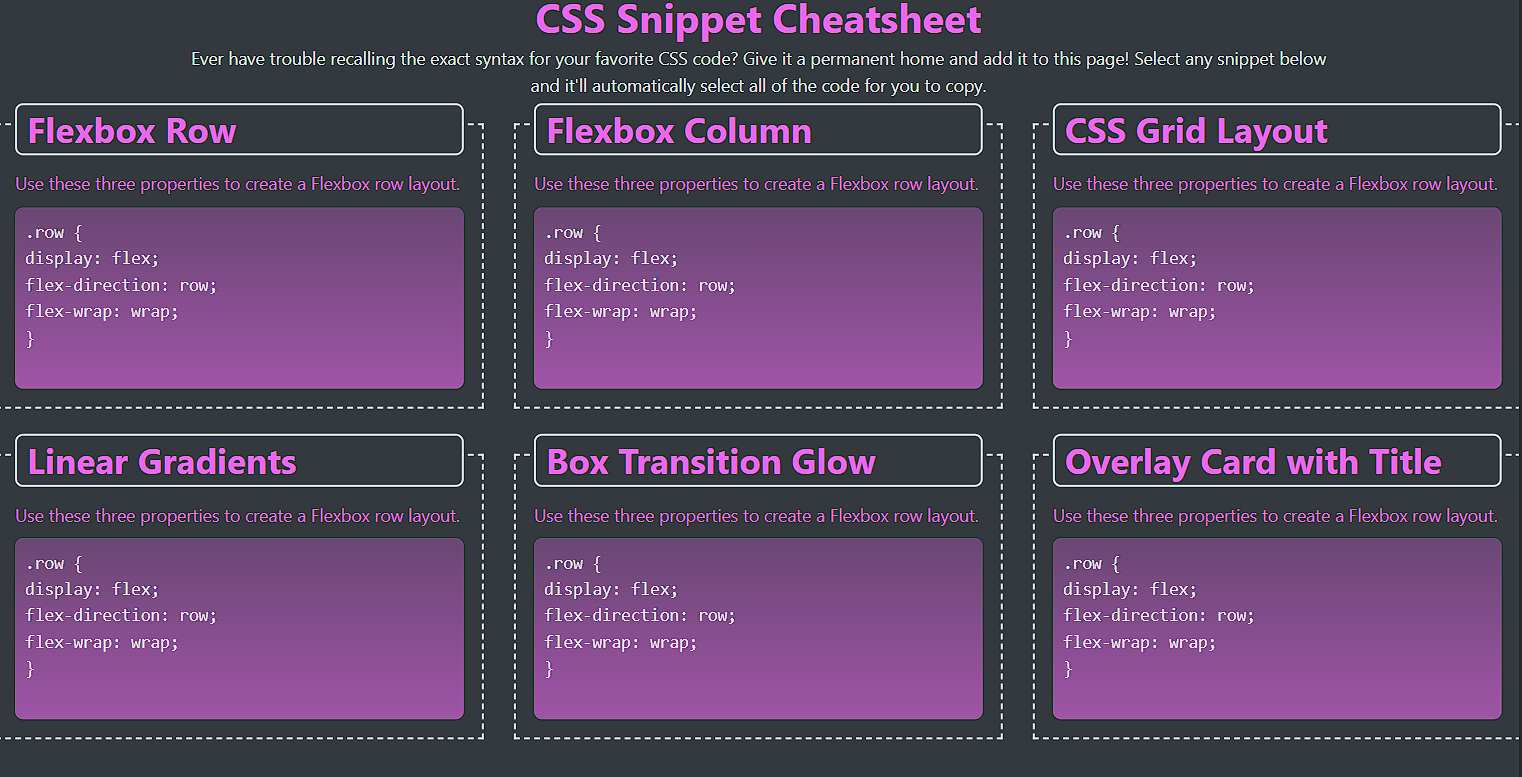 CSS Snippet Cheatsheet
Ever have trouble recalling the exact syntax for your favorite CSS code? Give it a permanent home and add it to this page! Select any snippet below
and it'll automatically select all of the code for you to copy.
Flexbox Row
Use these three properties to create a Flexbox row layout.
.row {
display: flex;
flex-direction: row;
flex-wrap: wrap;
}
Flexbox Column
Use these three properties to create a Flexbox row layout.
.row {
display: flex;
flex-direction: row;
flex-wrap: wrap;
}
CSS Grid Layout
Use these three properties to create a Flexbox row layout.
.row {
display: flex;
flex-direction: row;
flex-wrap: wrap;
}
Linear Gradients
Use these three properties to create a Flexbox row layout.
.row {
display: flex;
flex-direction: row;
flex-wrap: wrap;
}
Box Transition Glow
Use these three properties to create a Flexbox row layout.
.row {
display: flex;
flex-direction: row;
flex-wrap: wrap;
}
Overlay Card with Title
Use these three properties to create a Flexbox row layout.
.row {
display: flex;
flex-direction: row;
flex-wrap: wrap;
}